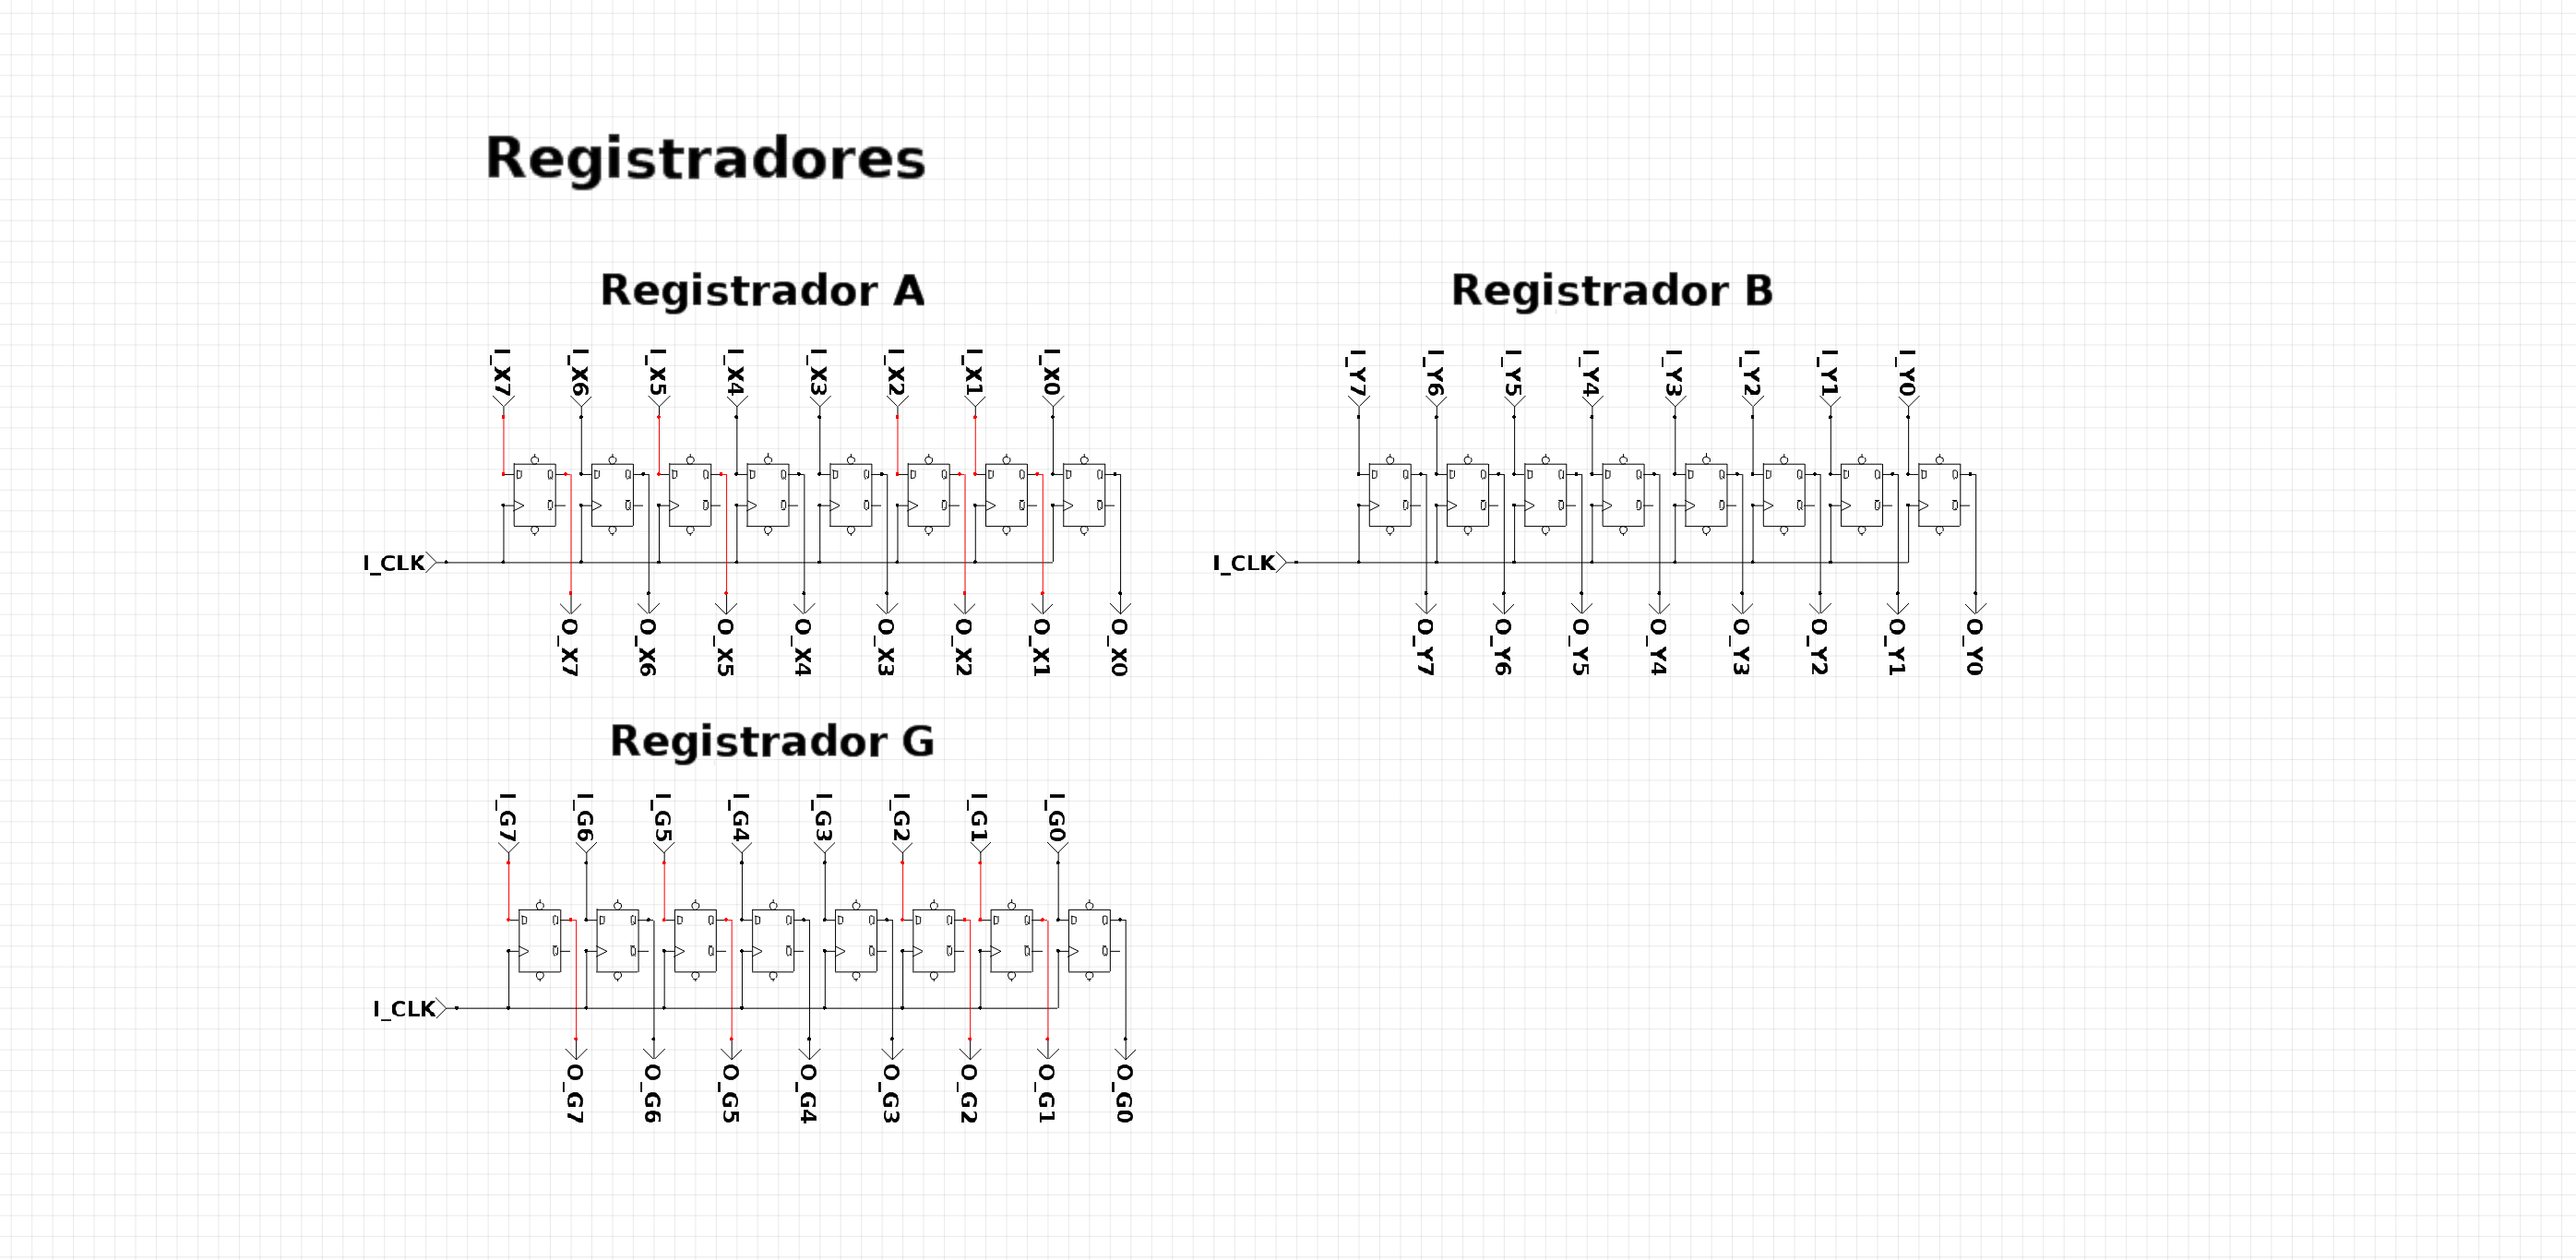 Registradores
Registrador A
Registrador B
I_X7 I_X6 I_X5 I_X4 I_X3 I_X2 I_X1 I_X0
I_Y7 I_Y6 I_Y5 I_Y4 I_Y3 I_Y2 I_Y1 I_Y0
D Q D Q D Q D Q D Q D Q D Q D Q
Q Q Q Q Q Q Q Q
D Q D Q D Q D Q D Q D Q D Q D Q
Q Q Q Q Q Q Q Q
I_CLK
I_CLK
O_X7 O_X6 O_X5 O_X4 O_X3 O_X2 O_X1 O_X0
O_Y7 O_Y6 O_Y5 O_Y4 O_Y3 O_Y2 O_Y1 O_Y0
Registrador G
I_G7 I_G6 I_G5 I_G4 I_G3 I_G2 I_G1 I_G0
D Q D Q D Q D Q D Q D Q D Q D Q
Q Q Q Q Q Q Q Q
I_CLK
O_G7 O_G6 O_G5 O_G4 O_G3 O_G2 O_G1 O_G0